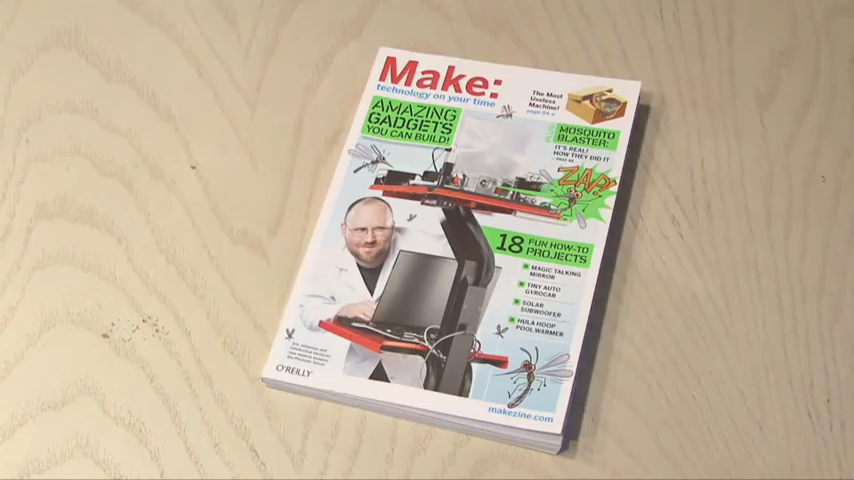 Make:
technology on your time
The Most
Useless
Machine!
AMAZING
GADGETS
YOU CAN BUILD!
MOSQUITO
BLASTER:
IT'S REAL!
HOW THEY DID IT
ZAP!
18 FUN HOW-TO
PROJECTS
MAGIC TALKING
MIRROR
TINY AUTO
GYROCAR
SOLAR
SUBWOOFER
HULA HOOP
POOL WARMER
O'REILLY
makezine.com